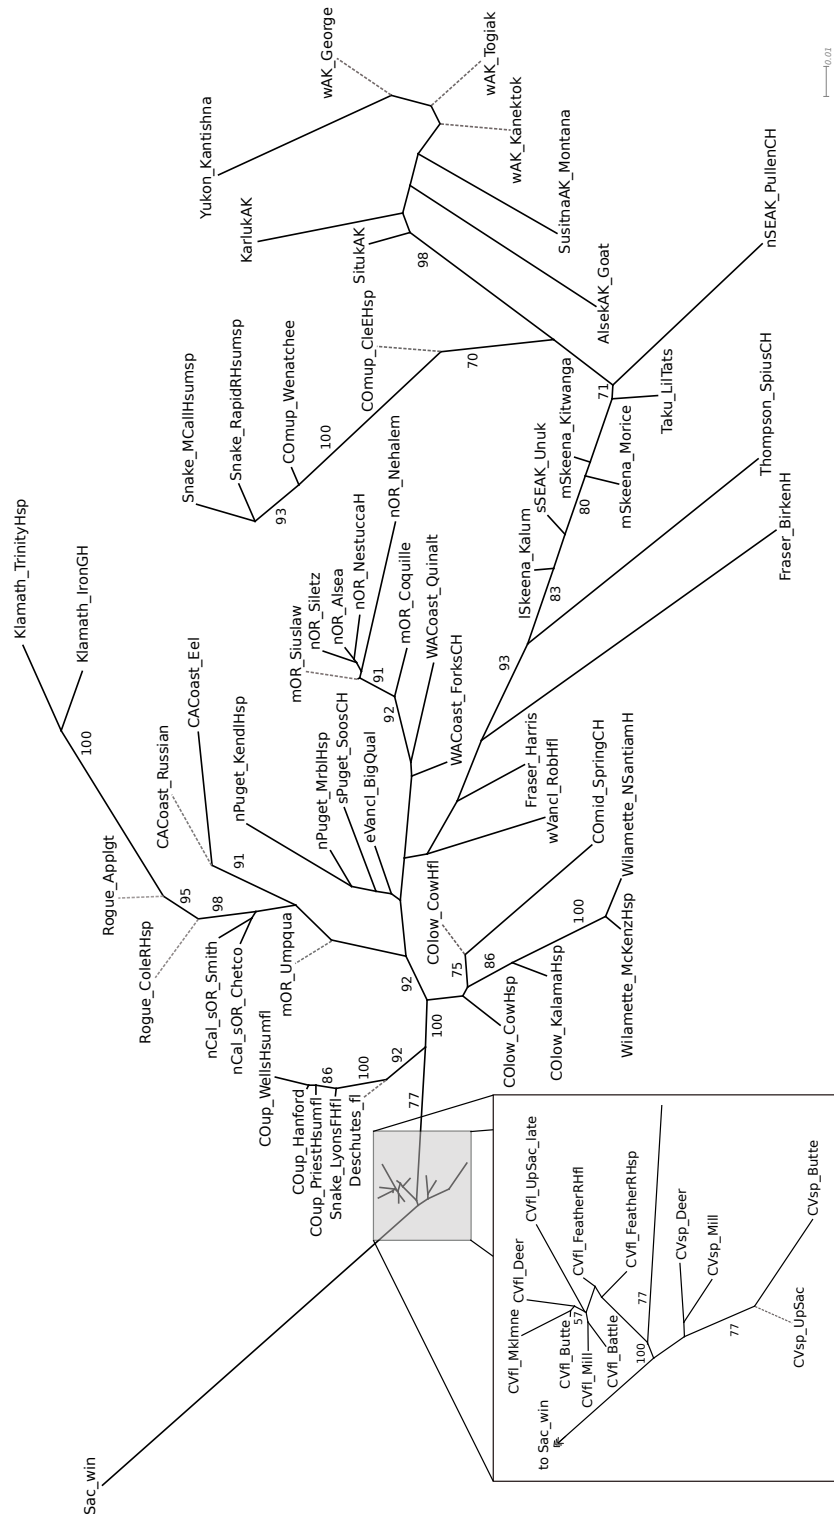 wAK_George
wAK_Togiak
0.01
Yukon_Kantishna
wAK_Kanektok
KarlukAK
SusitnaAK_Montana
nSEAK_PullenCH
SitukAK
98
AlsekAK_Goat
COmup_CleEHsp
70
Snake_MCallHsumsp
Snake_RapidRHsumsp
COmup_Wenatchee
100
93
71
Taku_LilTats
mSkeena_Kitwanga
mSkeena_Morice
sSEAK_Unuk
80
lSkeena_Kalum
83
Thompson_SpiusCH
Fraser_BirkenH
93
Klamath_TrinityHsp
Klamath_IronGH
100
nOR_Nehalem
nOR_NestuccaH
nOR_Alsea
nOR_Siletz
mOR_Siuslaw
91
mOR_Coquille
92
WACoast_Quinalt
WACoast_ForksCH
CACoast_Eel
CACoast_Russian
91
nPuget_KendlHsp
nPuget_MrblHsp
sPuget_SoosCH
eVancI_BigQual
Fraser_Harris
wVancI_RobHfl
Rogue_Applgt
95
Rogue_ColeRHsp
98
nCal_sOR_Smith
nCal_sOR_Chetco
mOR_Umpqua
92
COlow_CowHfl
COmid_SpringCH
75
86
100
Wilamette_NSantiamH
Wilamette_McKenzHsp
COlow_KalamaHsp
COlow_CowHsp
100
COup_WellsHsumfl
COup_Hanford
COup_PriestHsumfl
86
Snake_LyonsFHfl
100
Deschutes_fl
92
77
Sac_win
CVfl_UpSac_late
CVfl_Deer
CVfl_FeatherRHfl
CVfl_FeatherRHsp
CVfl_Mklmne
57
CVfl_Butte
CVfl_Mill
CVfl_Battle
77
100
CVsp_Deer
CVsp_Mill
CVsp_Butte
77
CVsp_UpSac
to Sac_win